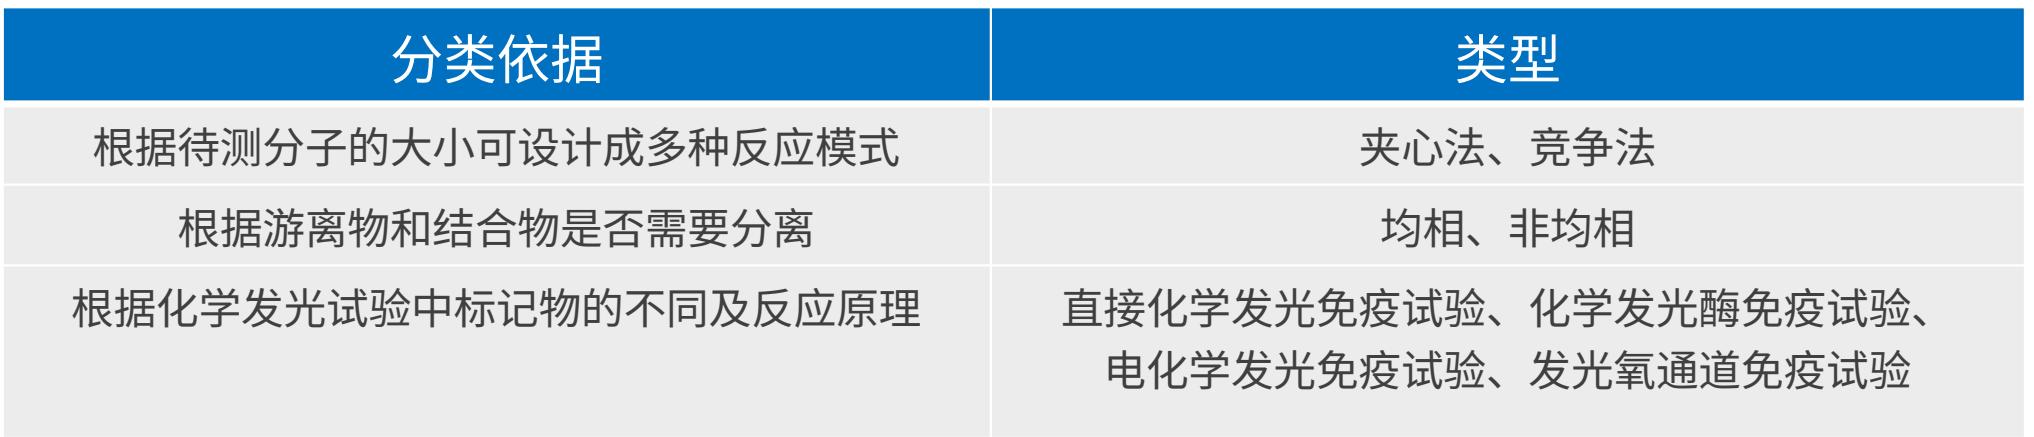 分类依据
类型
根据待测分子的大小可设计成多种反应模式
夹心法、竞争法
根据游离物和结合物是否需要分离
均相、非均相
根据化学发光试验中标记物的不同及反应原理
直接化学发光免疫试验、化学发光酶免疫试验、
电化学发光免疫试验、发光氧通道免疫试验